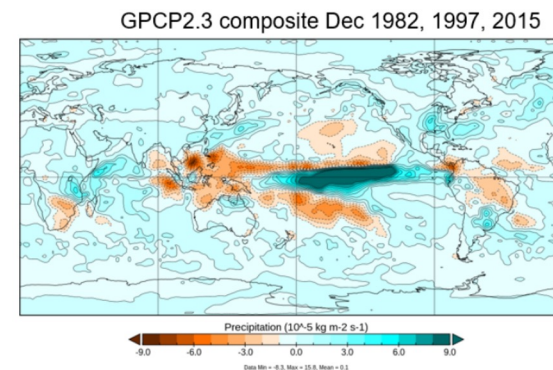 GPCP2.3 composite Dec 1982, 1997, 2015
Precipitation (10^-5 kg m-2 s-1)
-9.0 -6.0 -3.0 0.0 3.0 6.0 9.0
Data Min = -8.3, Max = 15.8, Mean = 0.1